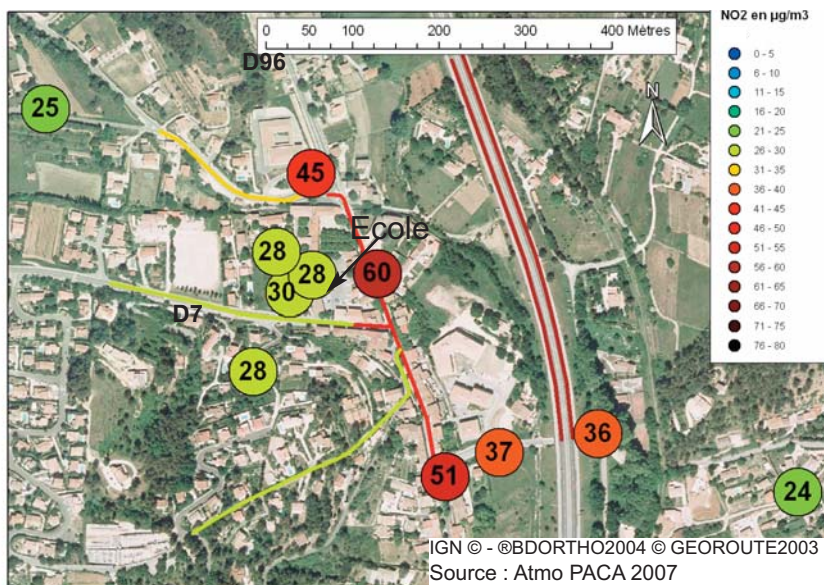 0 100 200 300 400 Mètres
D96
N
25
45
Ecole
28
28
60
30
D7
28
37
36
51
24
NO2 en µg/m3
0 - 5
6 - 10
11 - 15
16 - 20
21 - 25
26 - 30
31 - 35
36 - 40
41 - 45
46 - 50
51 - 55
56 - 60
61 - 65
66 - 70
71 - 75
76 - 80
IGN © - ®BDORTHO2004 © GEOROUTE2003
Source : Atmo PACA 2007